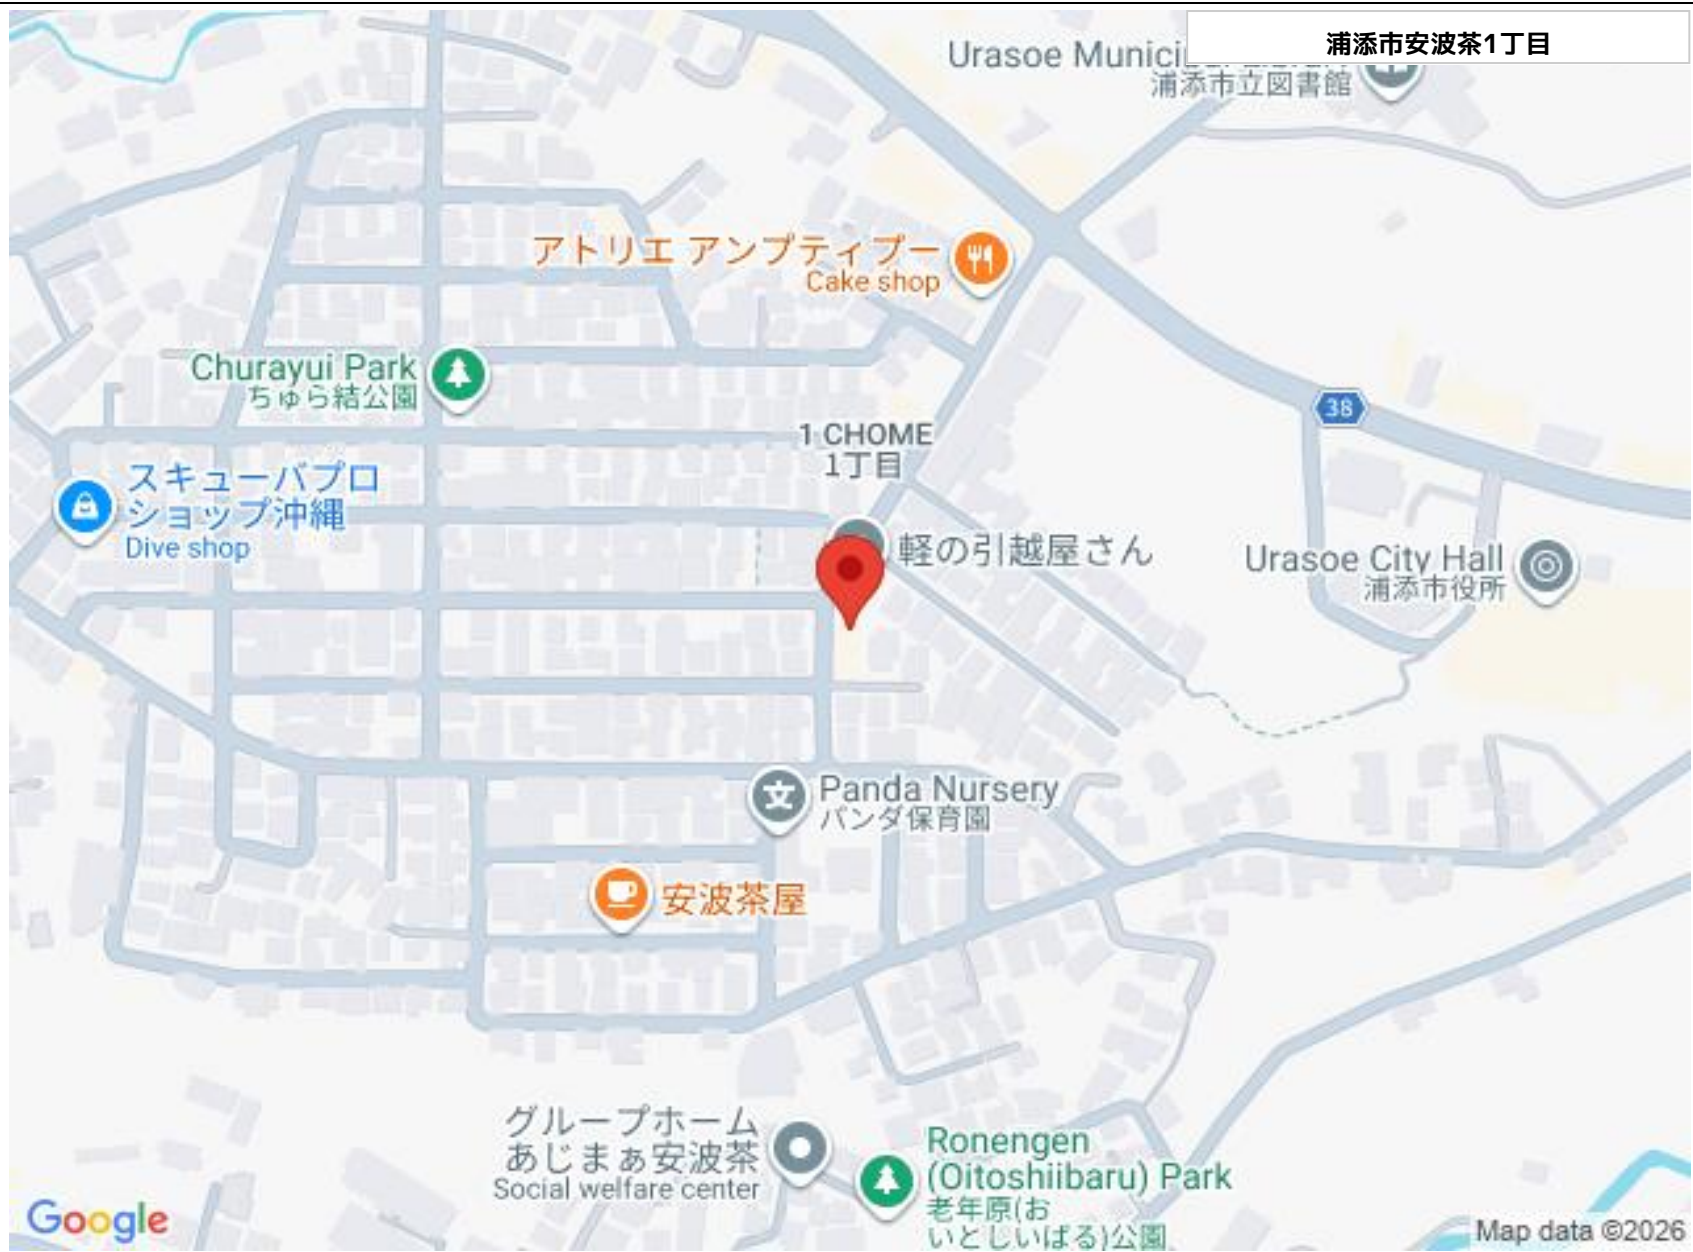 浦添市安波茶1丁目
Urasoe Munici
浦添市立図書館
アトリエ アンプティプー
Cake shop
Churayui Park
ちゅら結公園
38
1 CHOME
1丁目
スキューバプロ
ショップ沖縄
Dive shop
軽の引越屋さん
Urasoe City Hall
浦添市役所
Panda Nursery
パンダ保育園
安波茶屋
グループホーム
あじまぁ安波茶
Social welfare center
Ronengen
(Oitoshiibaru) Park
老年原(お
いとしいばる)公園
Google
Map data ©2026